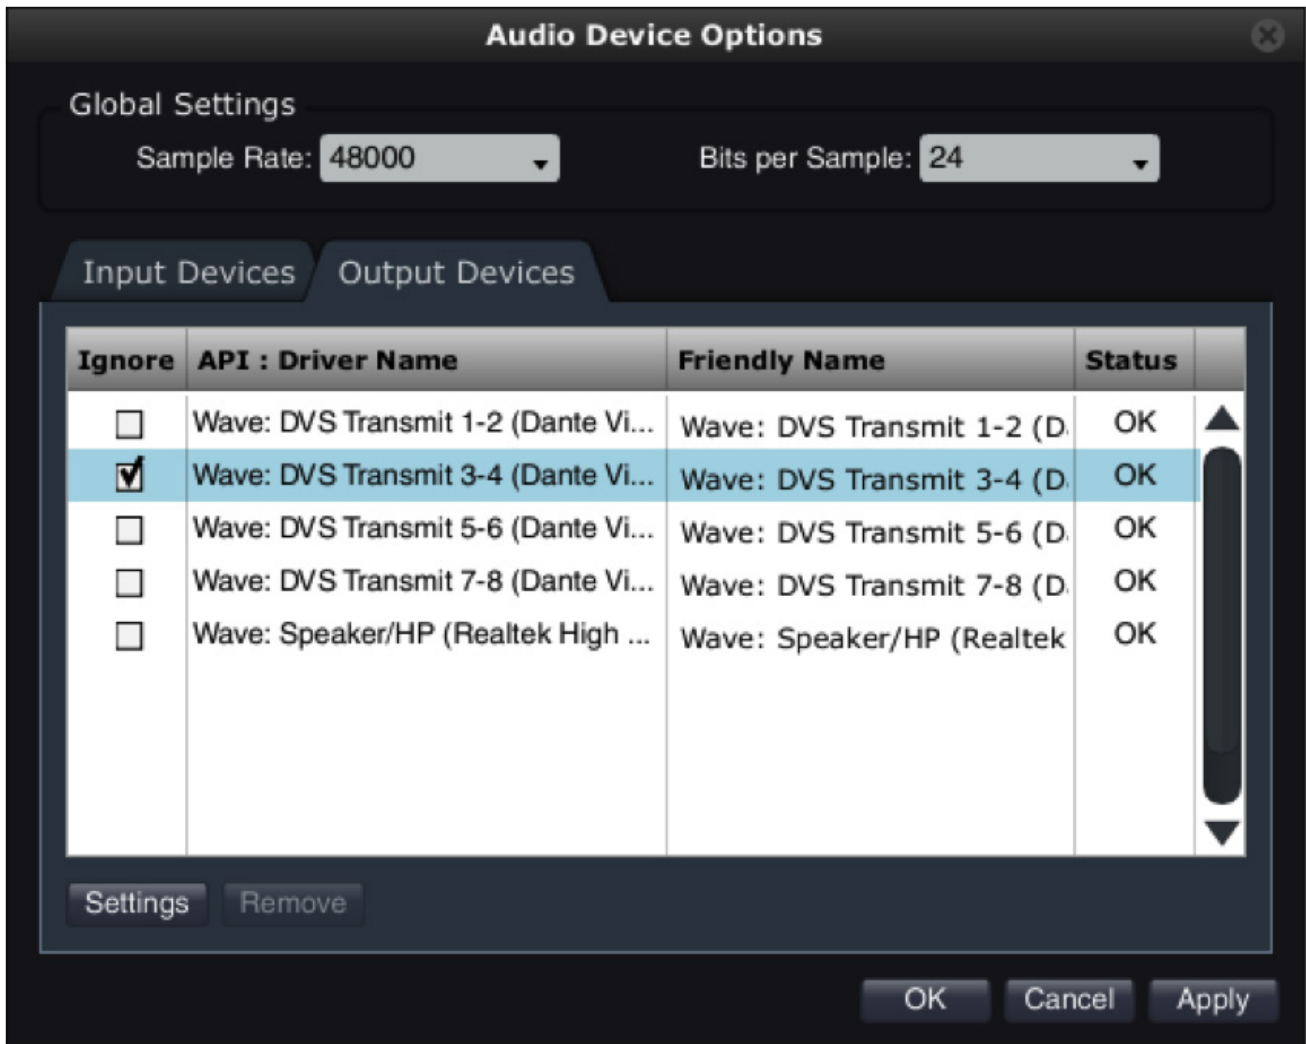 Audio Device Options
Global Settings
Sample Rate: 48000 Bits per Sample: 24
Input Devices Output Devices
Ignore API : Driver Name Friendly Name Status
Wave: DVS Transmit 1-2 (Dante Vi... Wave: DVS Transmit 1-2 (D. OK
Wave: DVS Transmit 3-4 (Dante Vi... Wave: DVS Transmit 3-4 (D. OK
Wave: DVS Transmit 5-6 (Dante Vi... Wave: DVS Transmit 5-6 (D. OK
Wave: DVS Transmit 7-8 (Dante Vi... Wave: DVS Transmit 7-8 (D. OK
Wave: Speaker/HP (Realtek High ... Wave: Speaker/HP (Realtek OK
Settings Remove
OK Cancel Apply